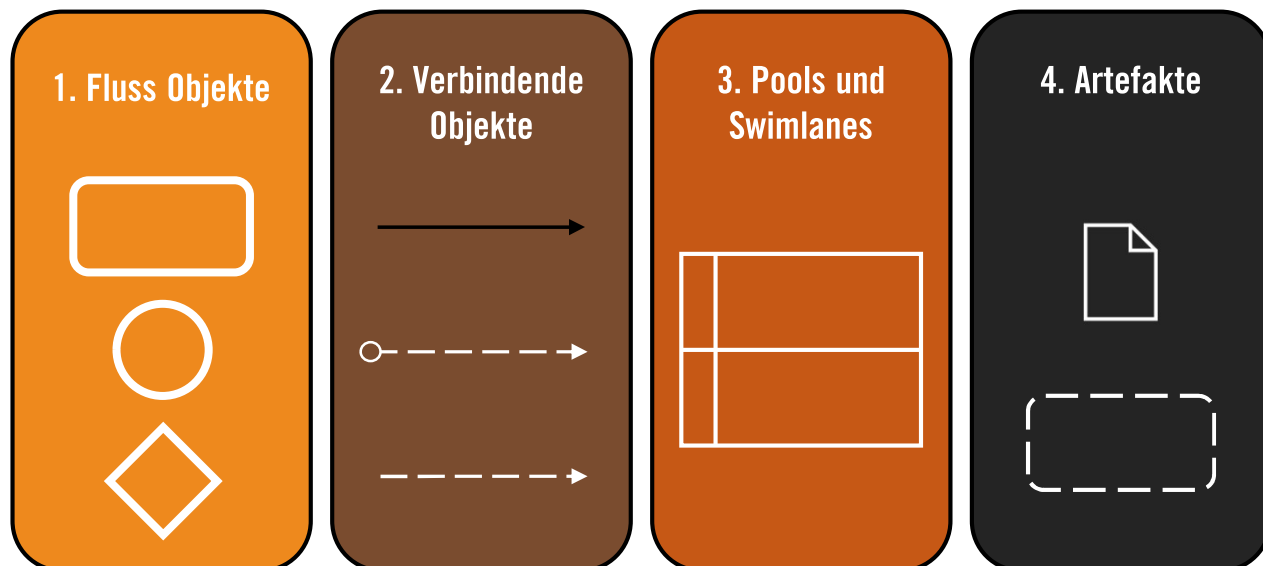 1. Fluss Objekte
2. Verbindende
Objekte
3. Pools und
Swimlanes
4. Artefakte